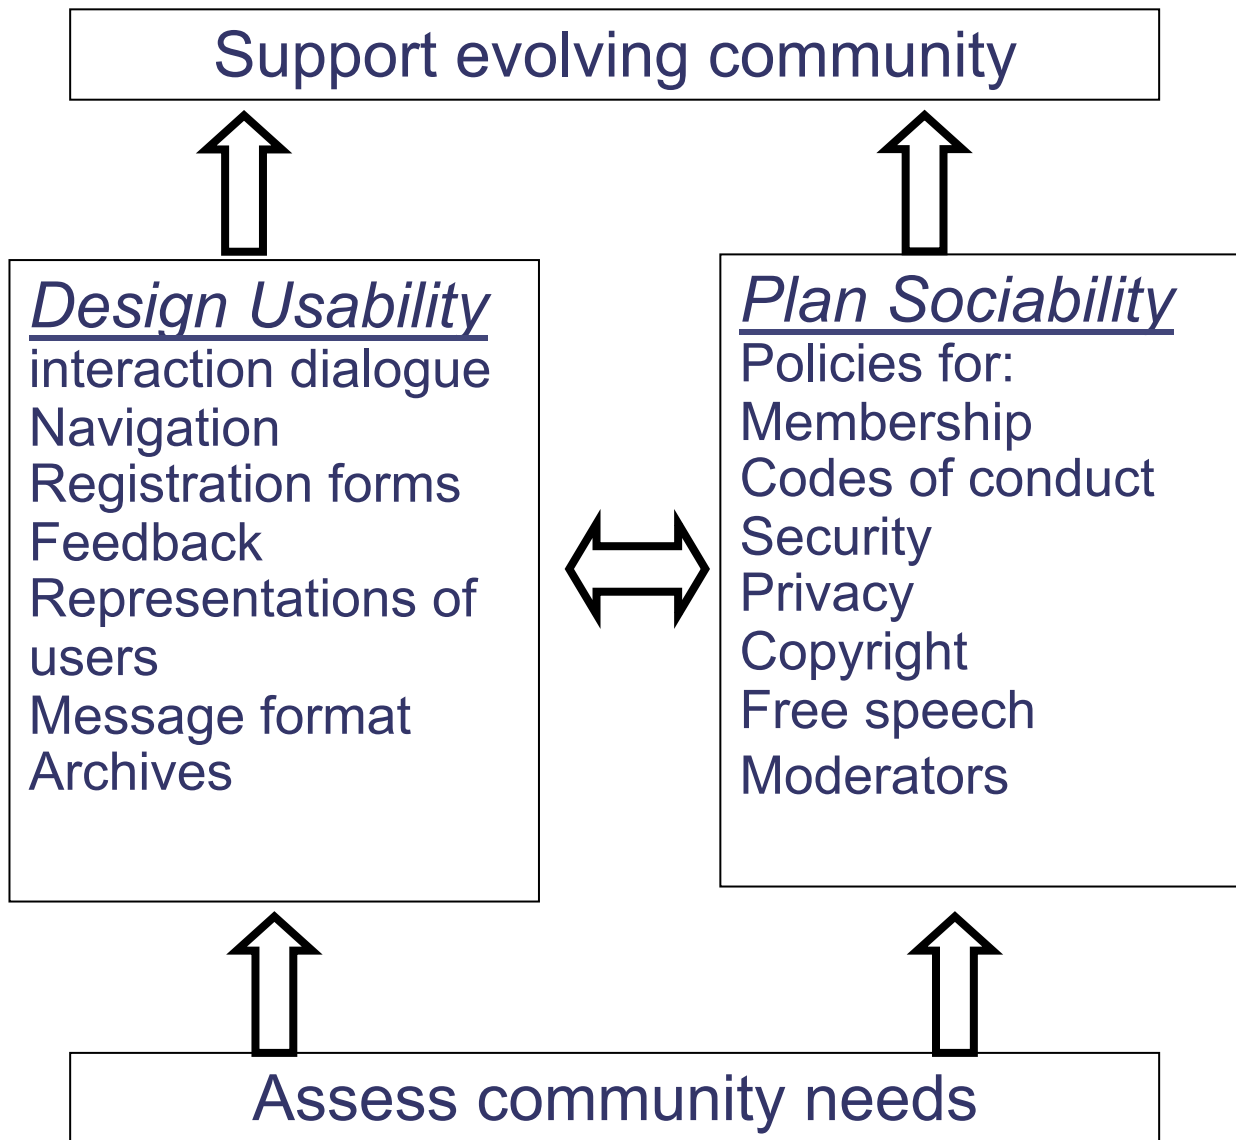 Support evolving community
Design Usability
interaction dialogue
Navigation
Registration forms
Feedback
Representations of
users
Message format
Archives
Plan Sociability
Policies for:
Membership
Codes of conduct
Security
Privacy
Copyright
Free speech
Moderators
Assess community needs